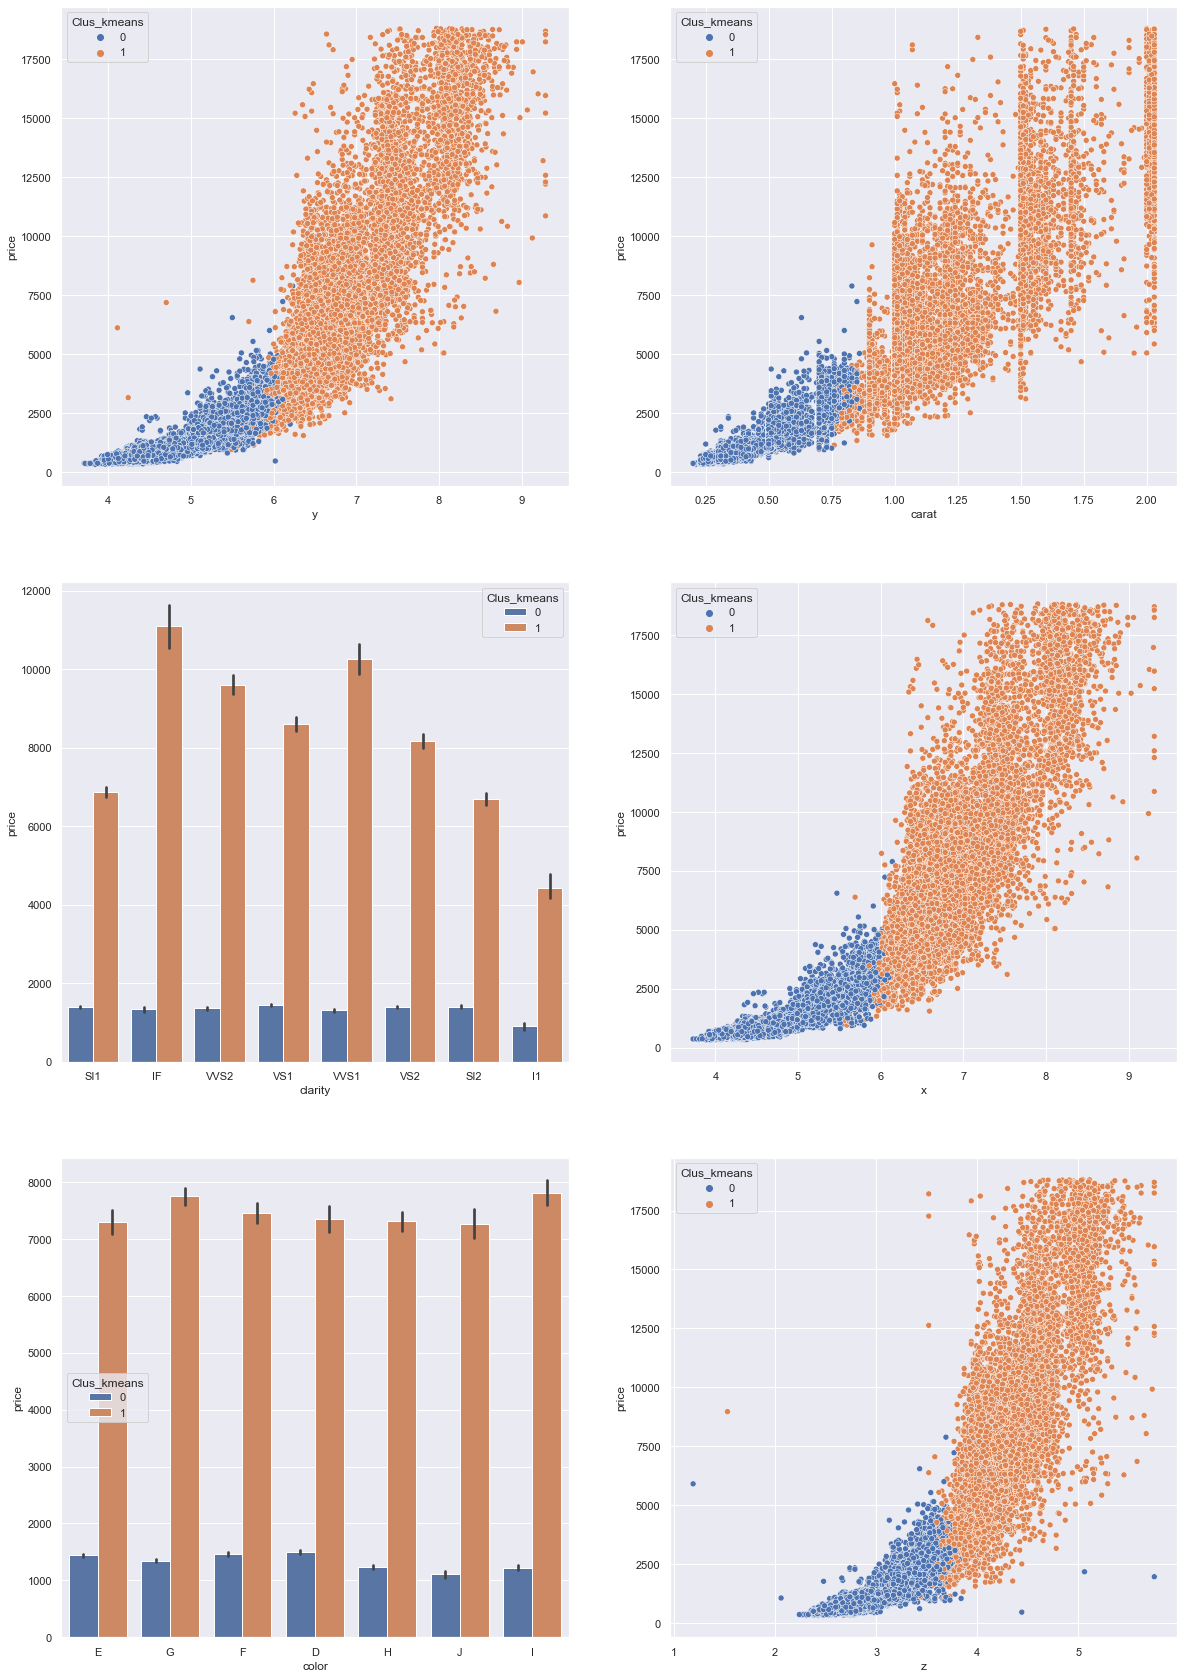 Clus_kmeans
0
1
17500
15000
12500
10000
7500
5000
2500
0
price
4 5 6 7 8 9
y
Clus_kmeans
0
1
17500
15000
12500
10000
7500
5000
2500
0
price
0.25 0.50 0.75 1.00 1.25 1.50 1.75 2.00
carat
Clus_kmeans
0
1
12000
10000
8000
6000
4000
2000
0
price
SI1 IF VVS2 VS1 VVS1 VS2 SI2 I1
clarity
Clus_kmeans
0
1
17500
15000
12500
10000
7500
5000
2500
0
price
4 5 6 7 8 9
x
8000
7000
6000
5000
4000
3000
2000
1000
0
price
Clus_kmeans
0
1
E G F D H J I
color
Clus_kmeans
0
1
17500
15000
12500
10000
7500
5000
2500
0
price
1 2 3 4 5
z